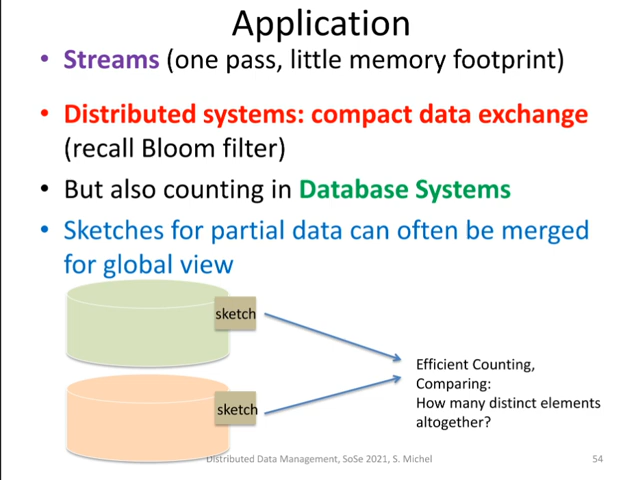 Application
• Streams (one pass, little memory footprint)
• Distributed systems: compact data exchange
(recall Bloom filter)
• But also counting in Database Systems
• Sketches for partial data can often be merged
for global view
sketch
sketch
Efficient Counting,
Comparing:
How many distinct elements
altogether?
Distributed Data Management, SoSe 2021, S. Michel
54